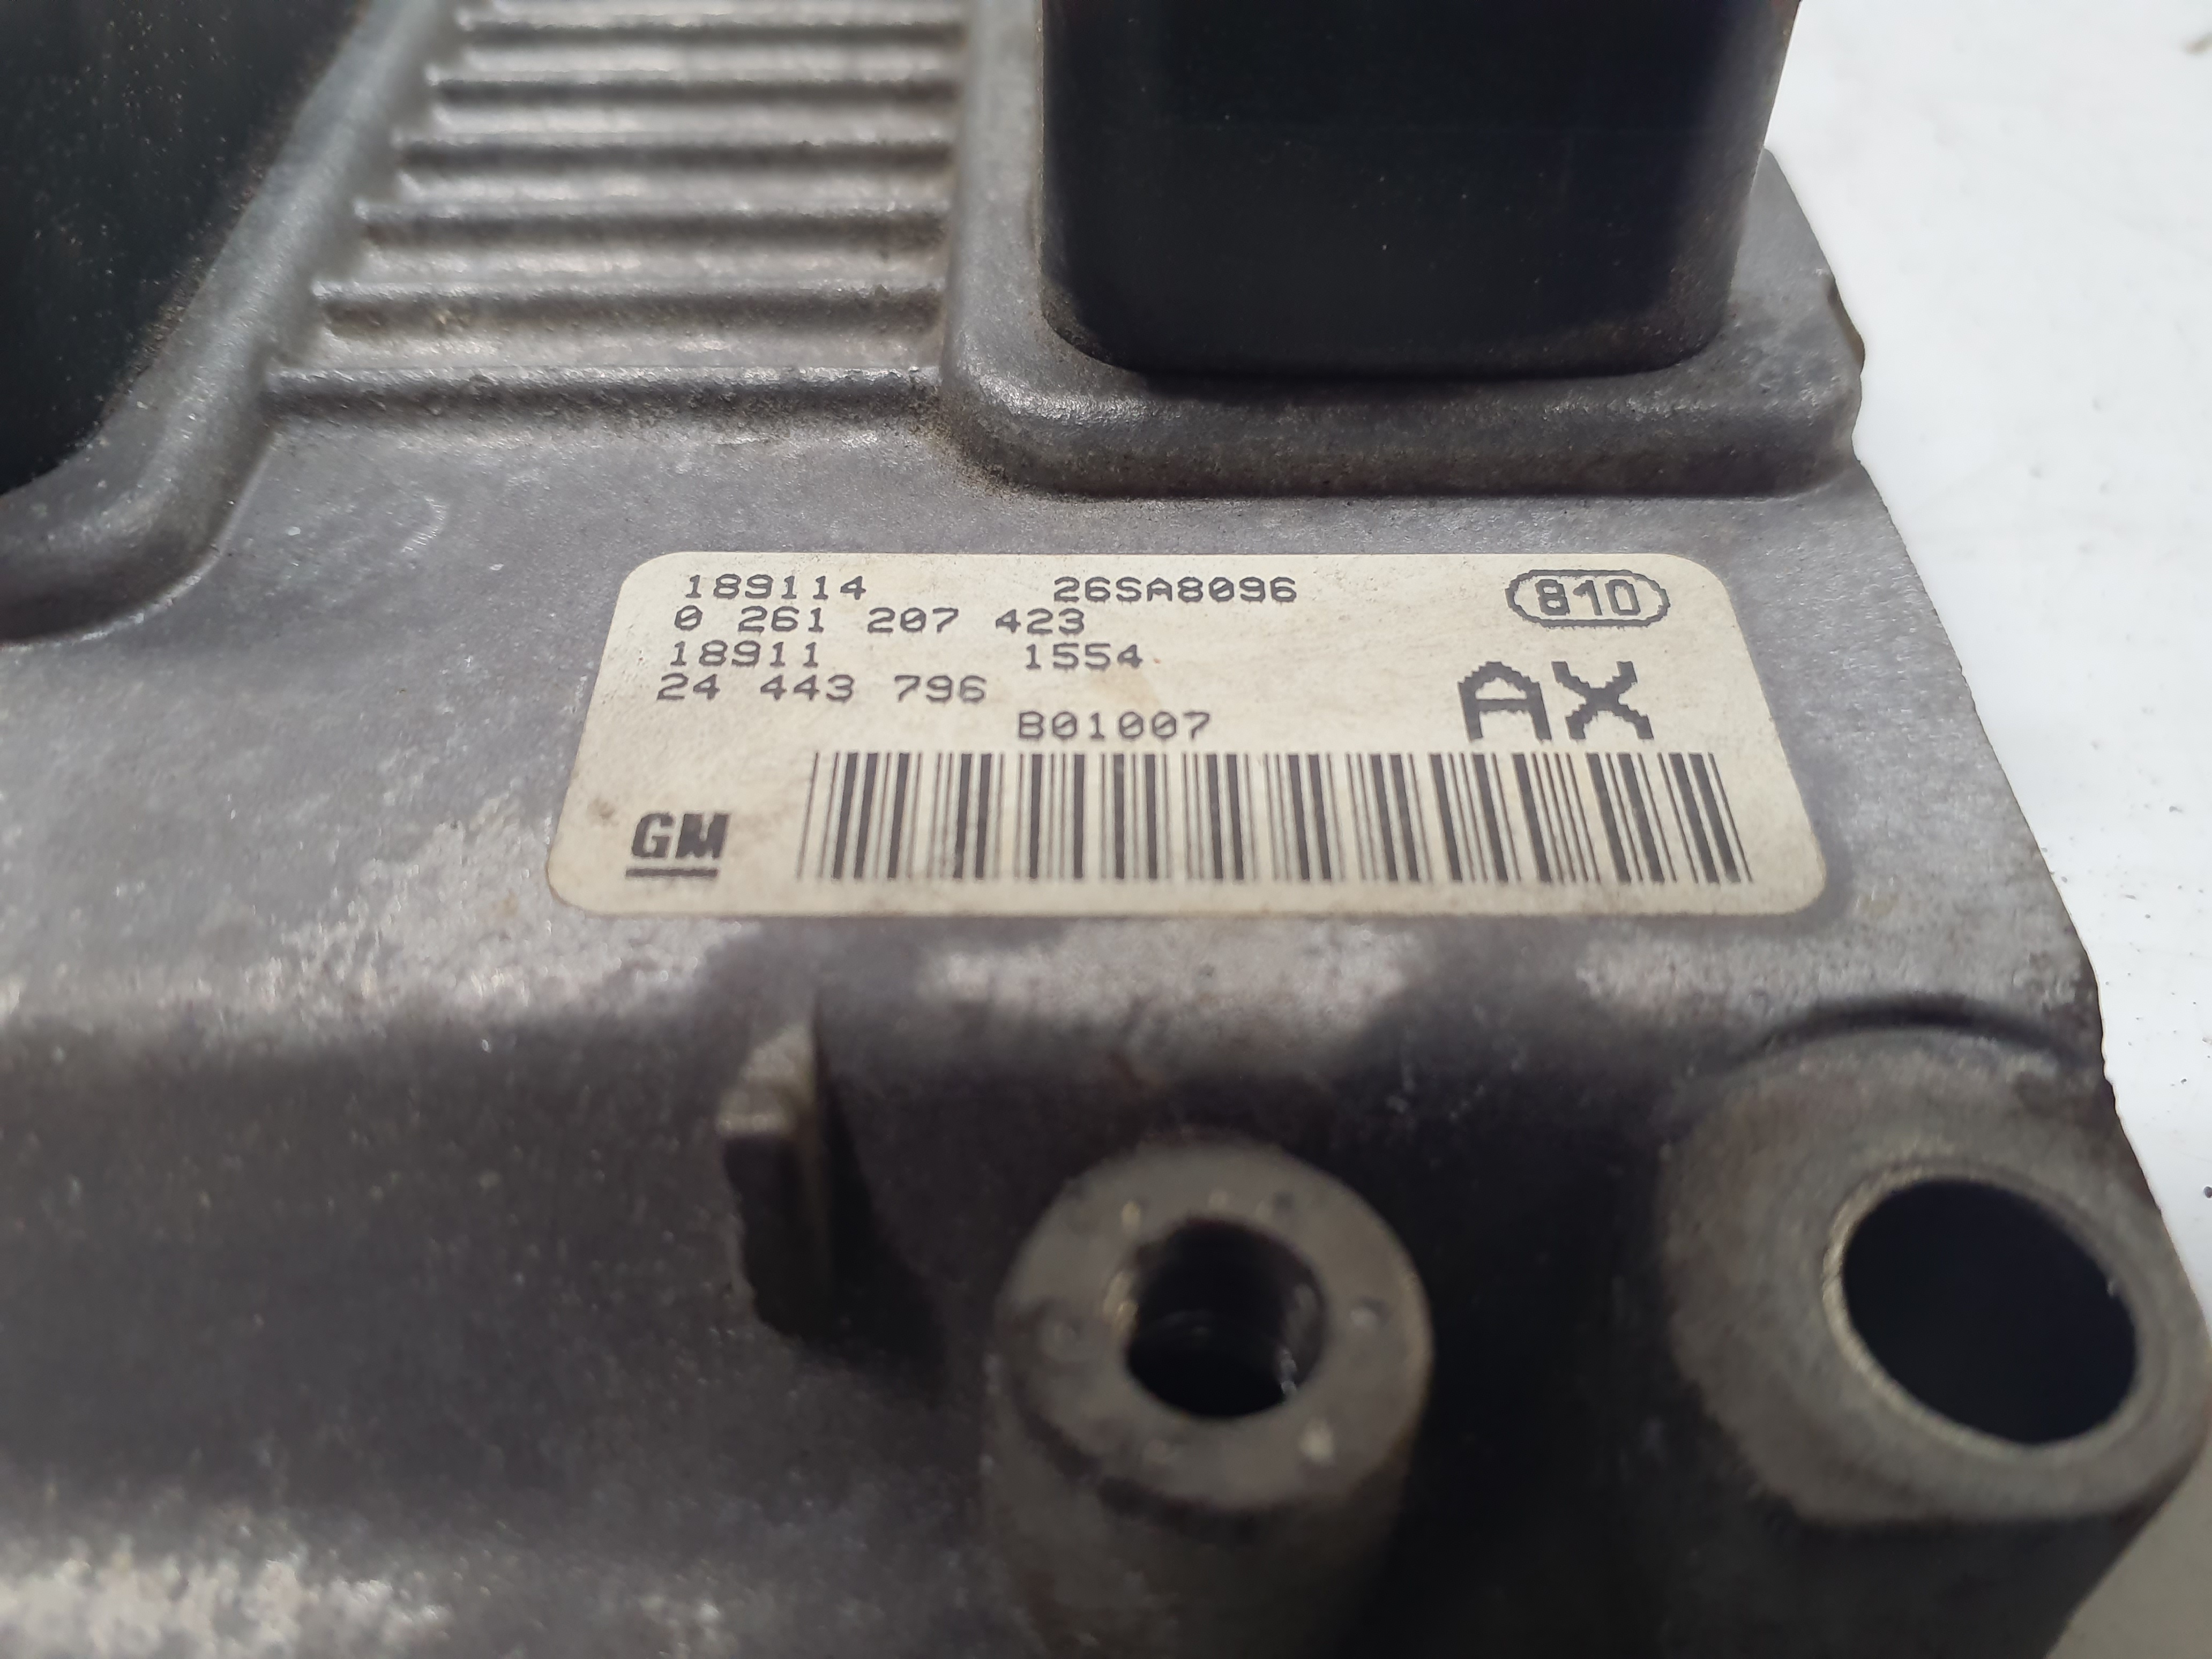 189114 26SA8096 810
0 261 207 423
18911 1554
24 443 796 AX
B01007
GM